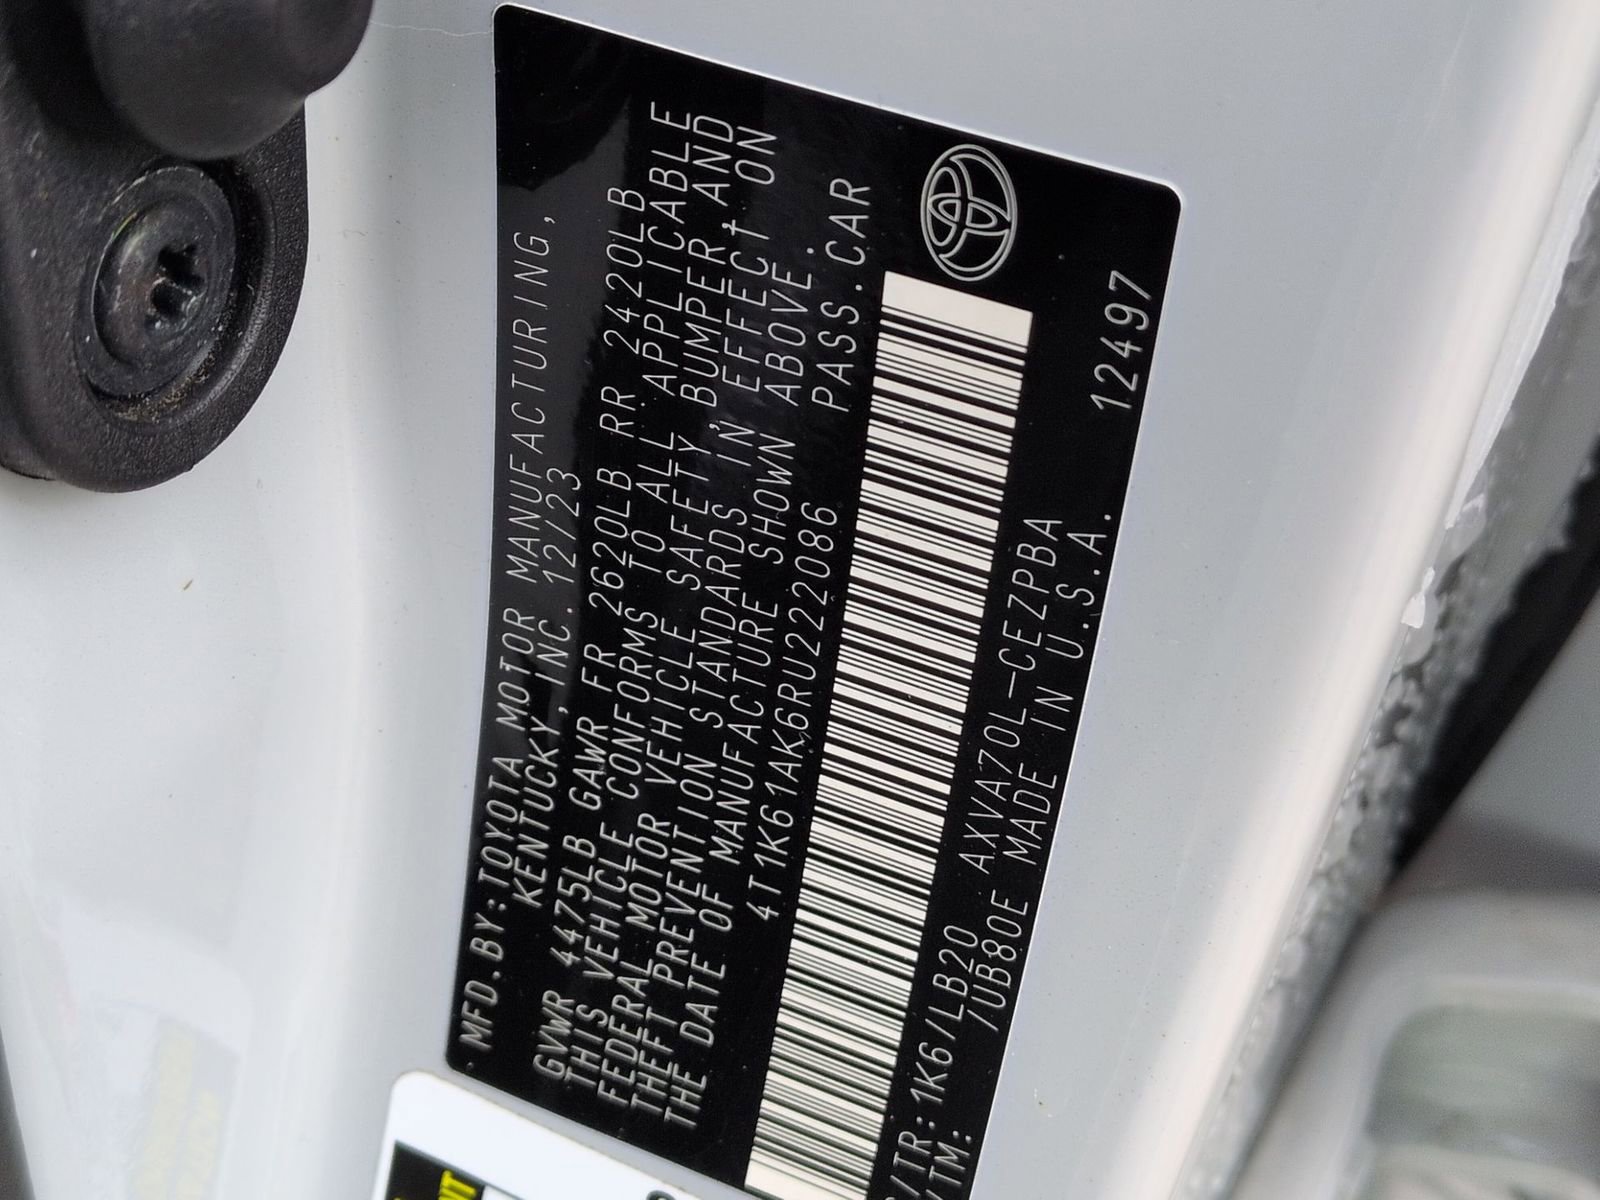 MFD.BY:TOYOTA MOTOR MANUFACTURING,
KENTUCKY, INC. 12/23
GVWR 4475LB GAWR FR 2620LB RR 2420LB
THIS VEHICLE CONFORMS TO ALL APPLICABLE
FEDERAL MOTOR VEHICLE SAFETY, BUMPER, AND
THEFT PREVENTION STANDARDS IN EFFECT ON
THE DATE OF MANUFACTURE SHOWN ABOVE.
4T1K61AK6RU222086 PASS.CAR
/TR: 1K6/LB20 AXVA70L-CEZPBA
/TM: /UB80E MADE IN U.S.A. 12497